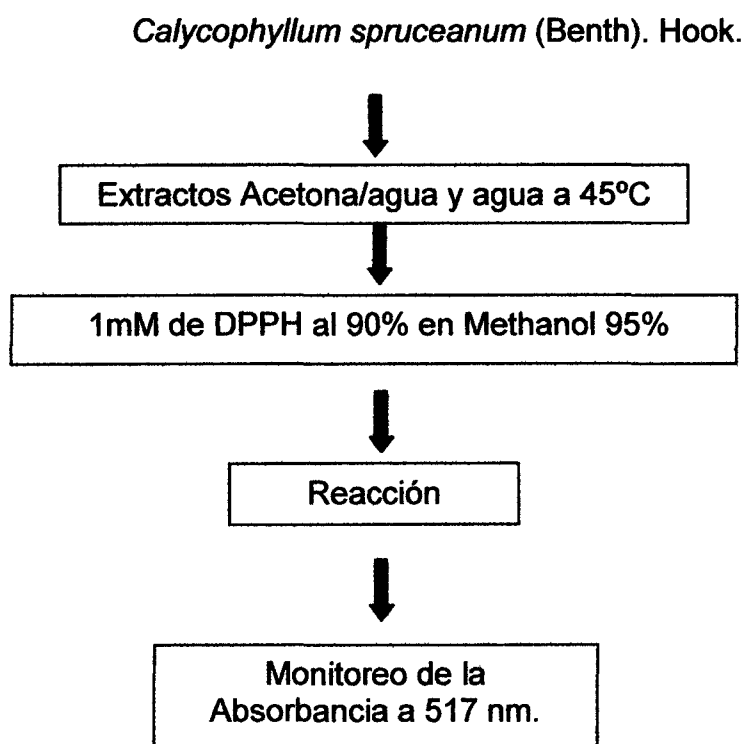 Calycophyllum spruceanum (Benth). Hook.
Extractos Acetona/agua y agua a 45ºC
1mM de DPPH al 90% en Methanol 95%
Reacción
Monitoreo de la
Absorbancia a 517 nm.